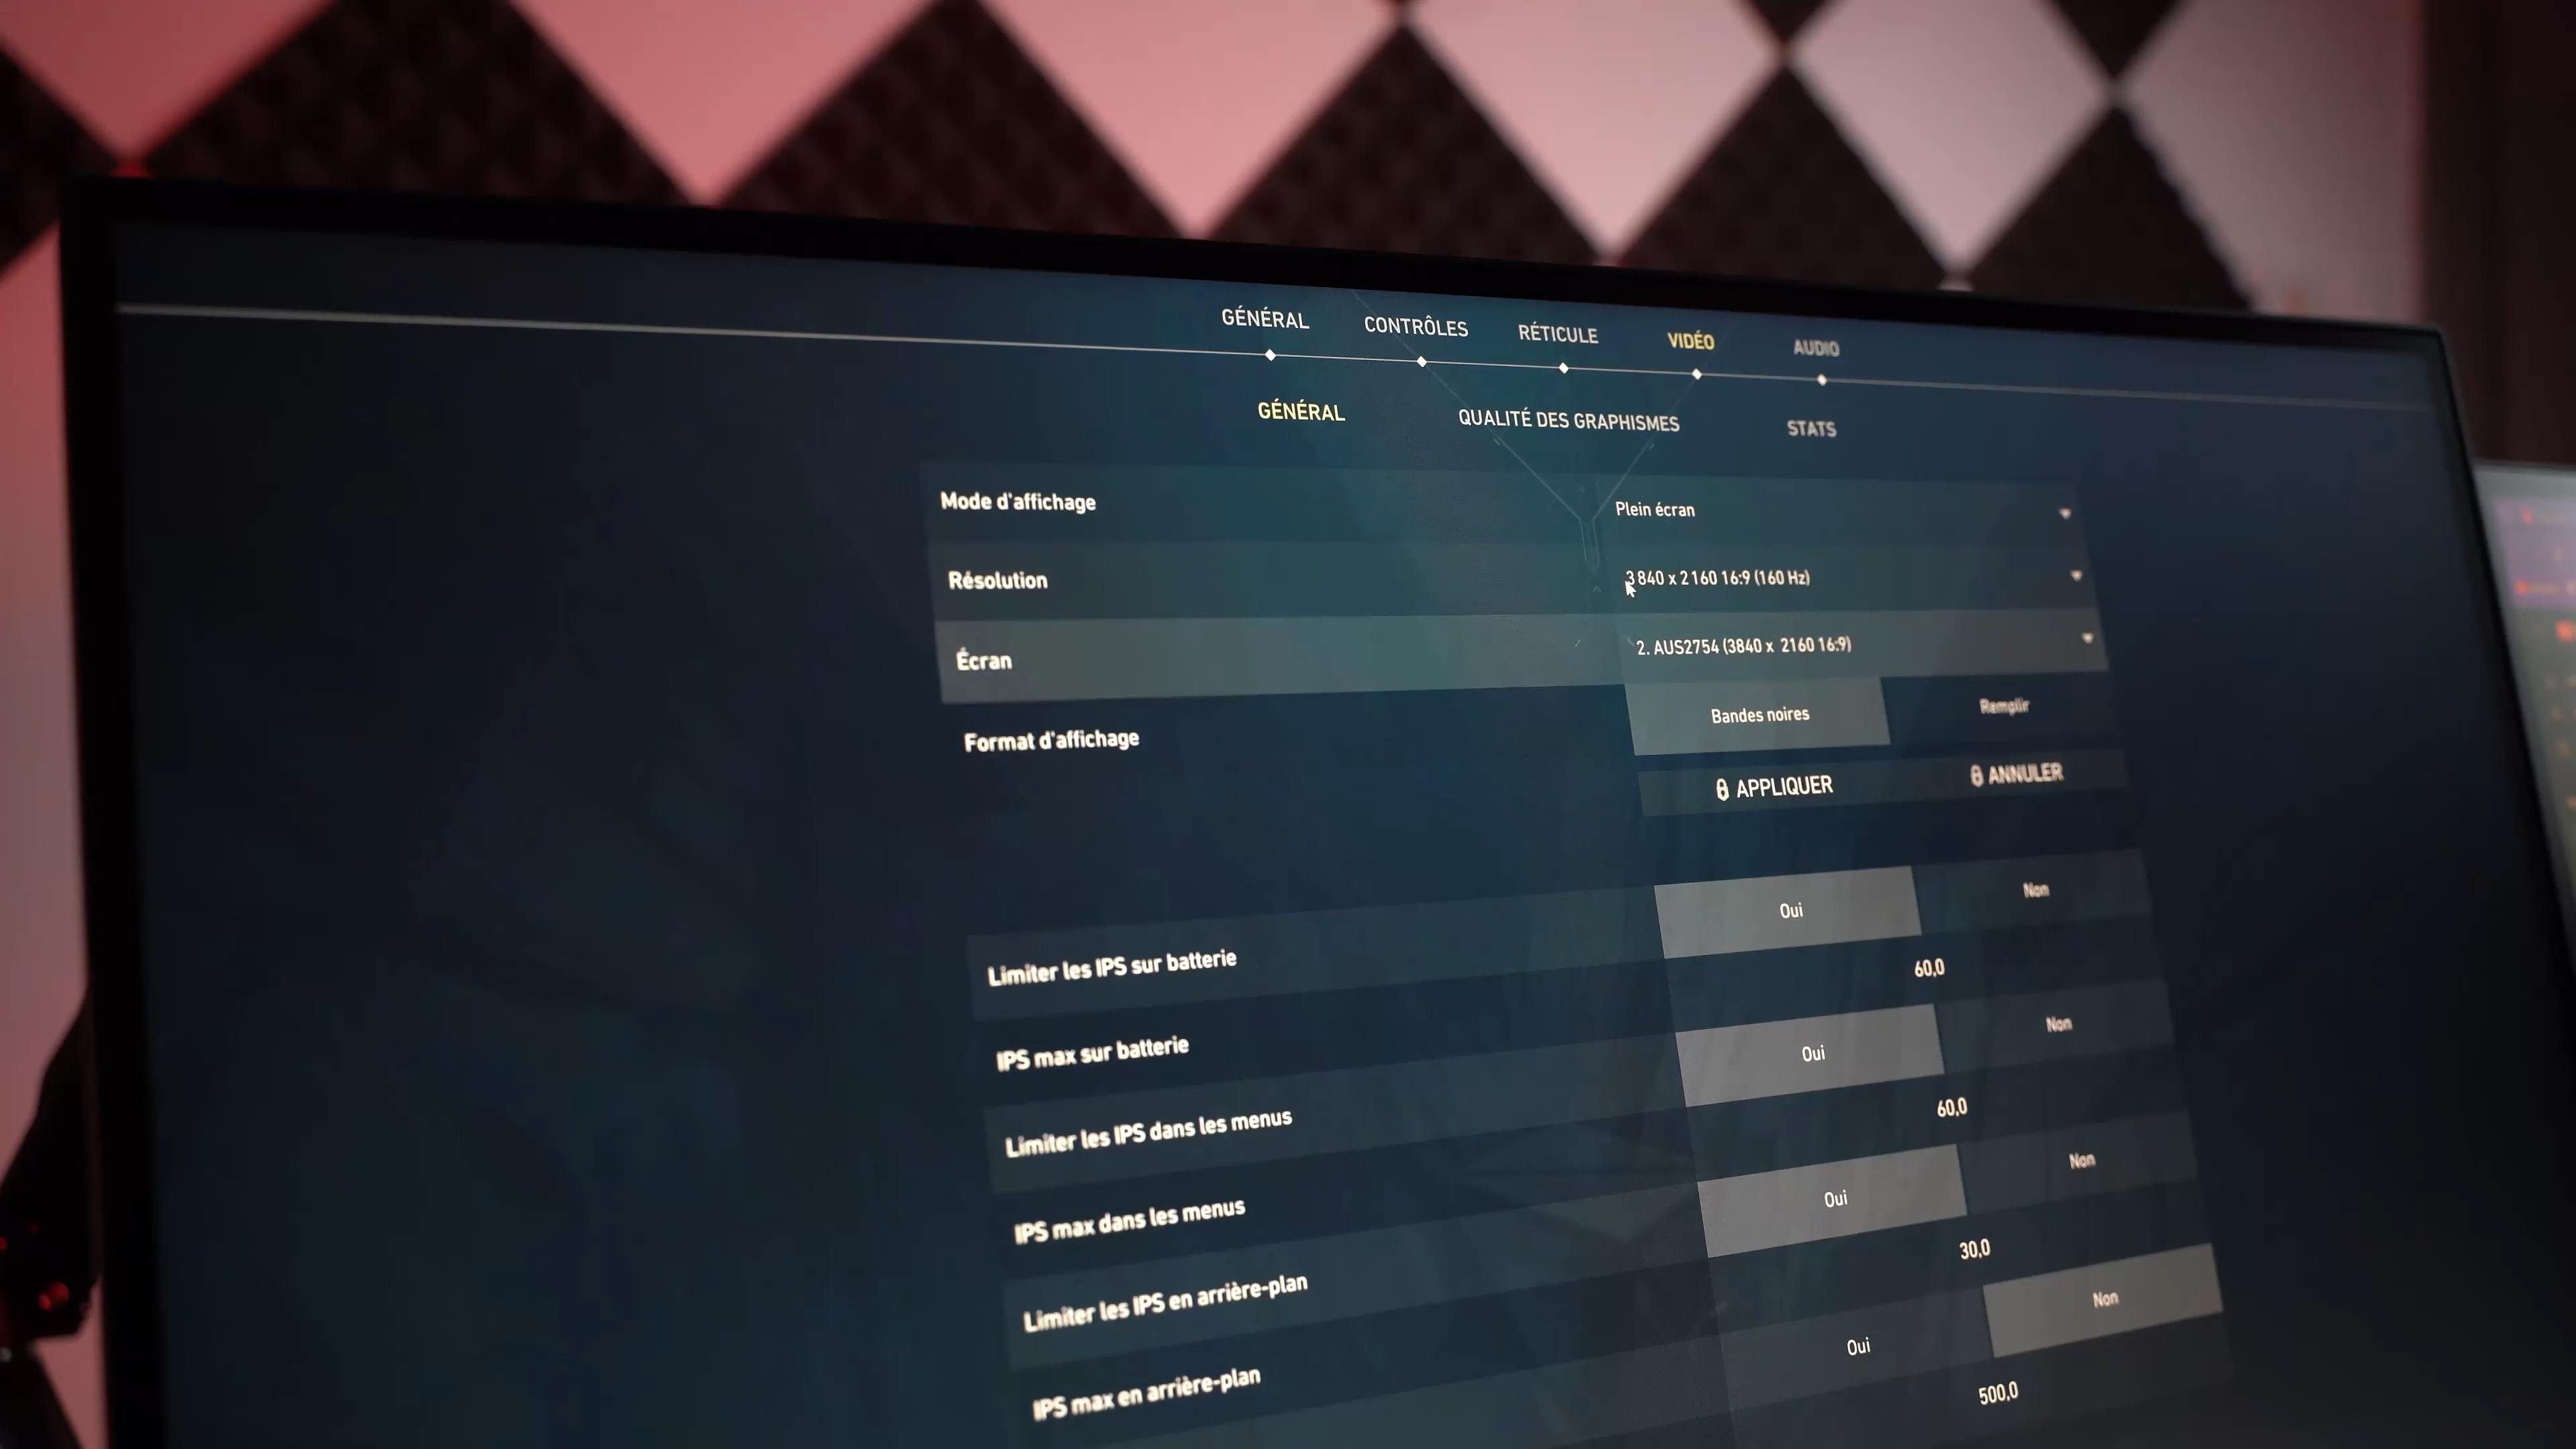 GÉNÉRAL CONTRÔLES RÉTICULE VIDÉO AUDIO
GÉNÉRAL QUALITÉ DES GRAPHISMES STATS
Mode d'affichage Plein écran
Résolution 3840 x 2160 16:9 (160 Hz)
Écran 2. AUS2754 (3840 x 2160 16:9)
Format d'affichage Bandes noires Remplir
APPLIQUER ANNULER
Limiter les IPS sur batterie Oui Non
IPS max sur batterie 60,0
Limiter les IPS dans les menus Oui Non
IPS max dans les menus 60,0
Limiter les IPS en arrière-plan Oui Non
IPS max en arrière-plan 30,0
Oui Non
500,0